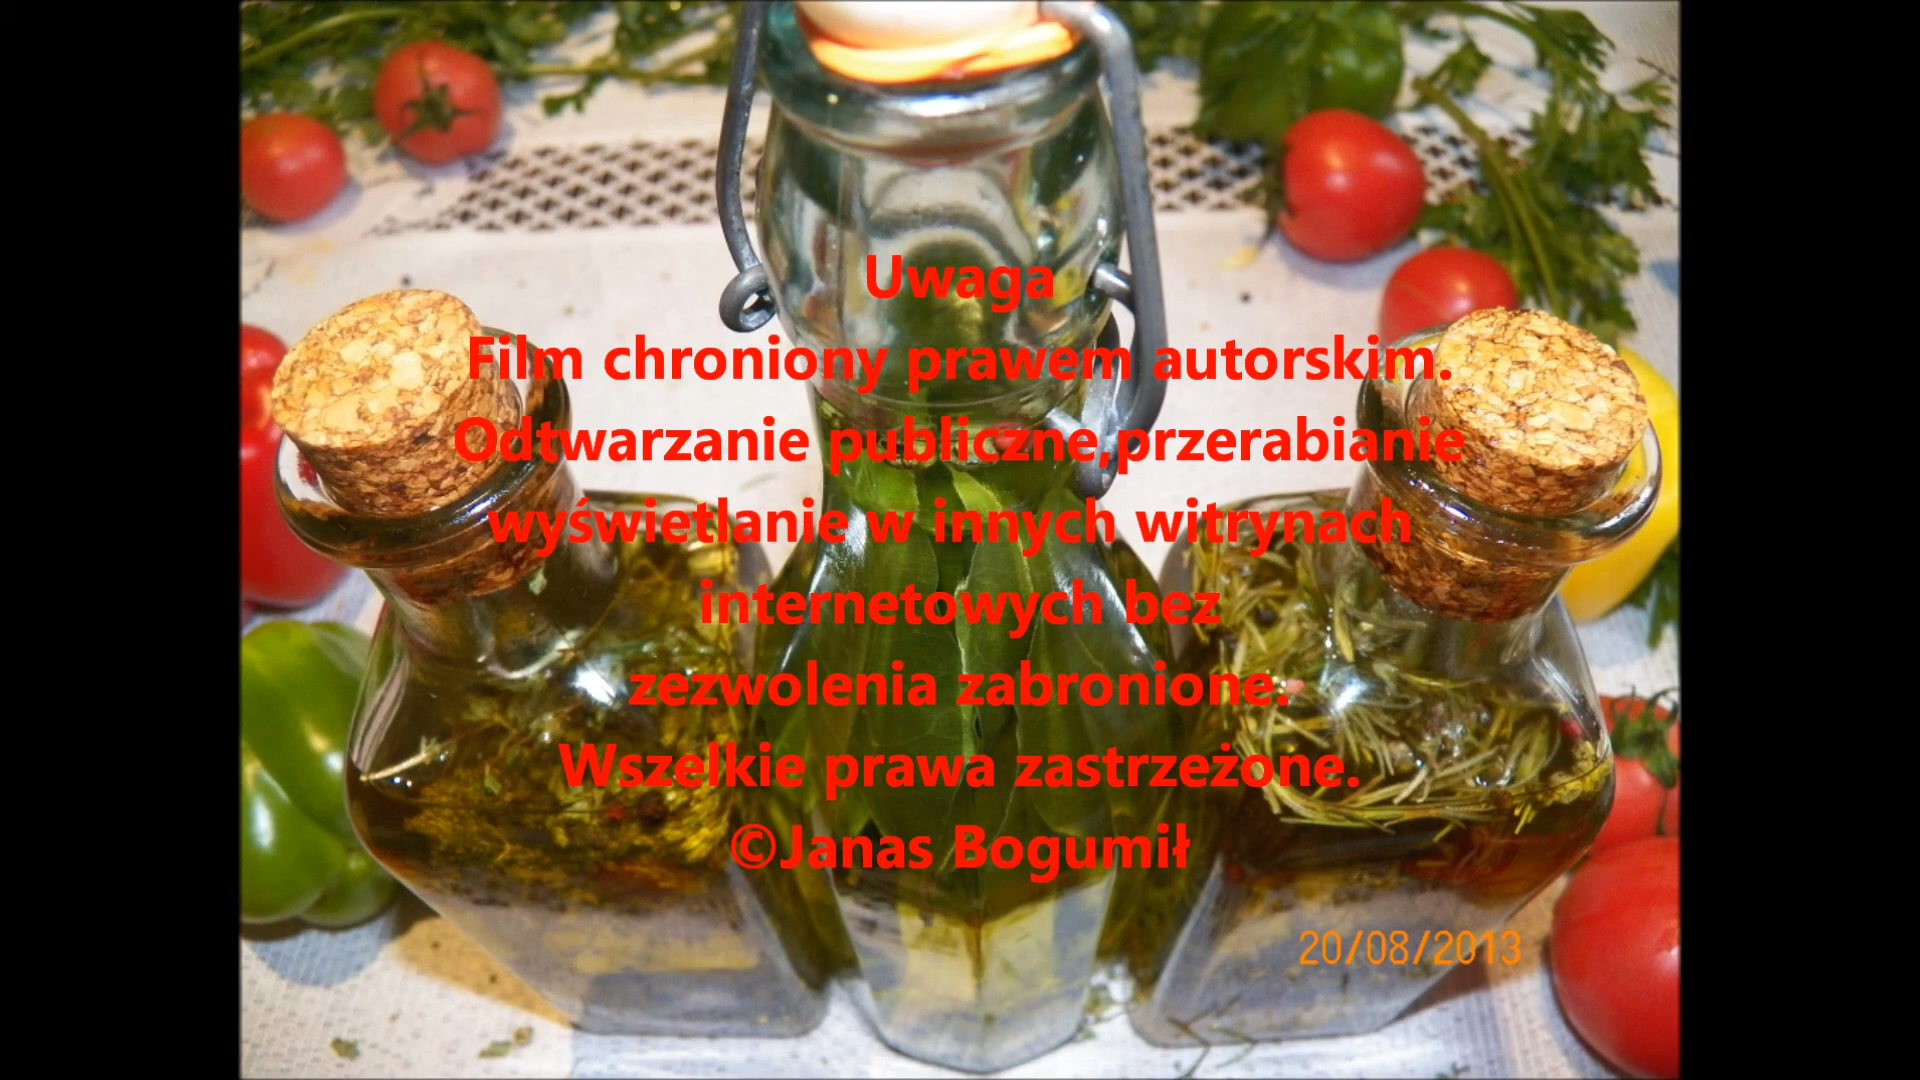 Uwaga
Film chroniony prawem autorskim.
Odtwarzanie publiczne,przerabianie
wyświetlanie w innych witrynach
internetowych bez
zezwolenia zabronione.
Wszelkie prawa zastrzeżone.
©Janas Bogumił
20/08/2013